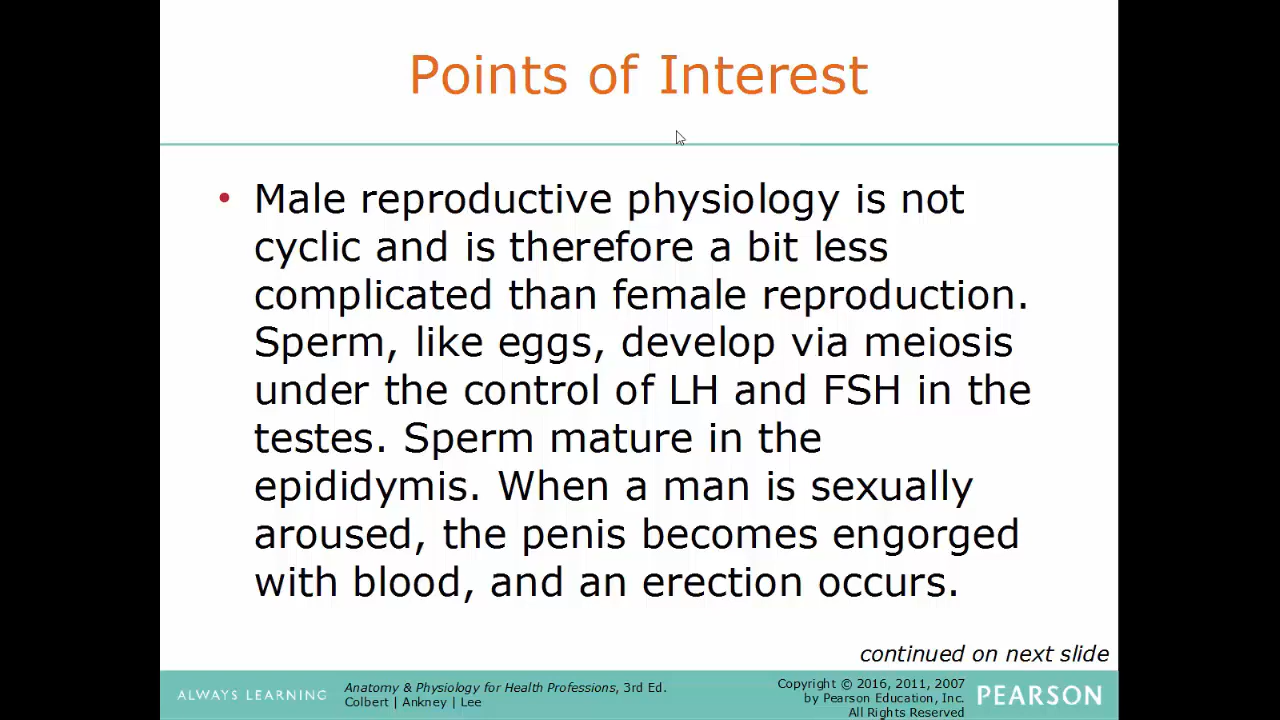 Points of Interest
• Male reproductive physiology is not
cyclic and is therefore a bit less
complicated than female reproduction.
Sperm, like eggs, develop via meiosis
under the control of LH and FSH in the
testes. Sperm mature in the
epididymis. When a man is sexually
aroused, the penis becomes engorged
with blood, and an erection occurs.
continued on next slide
ALWAYS LEARNING
Anatomy & Physiology for Health Professions, 3rd Ed.
Colbert | Ankney | Lee
Copyright © 2016, 2011, 2007
by Pearson Education, Inc.
All Rights Reserved
PEARSON